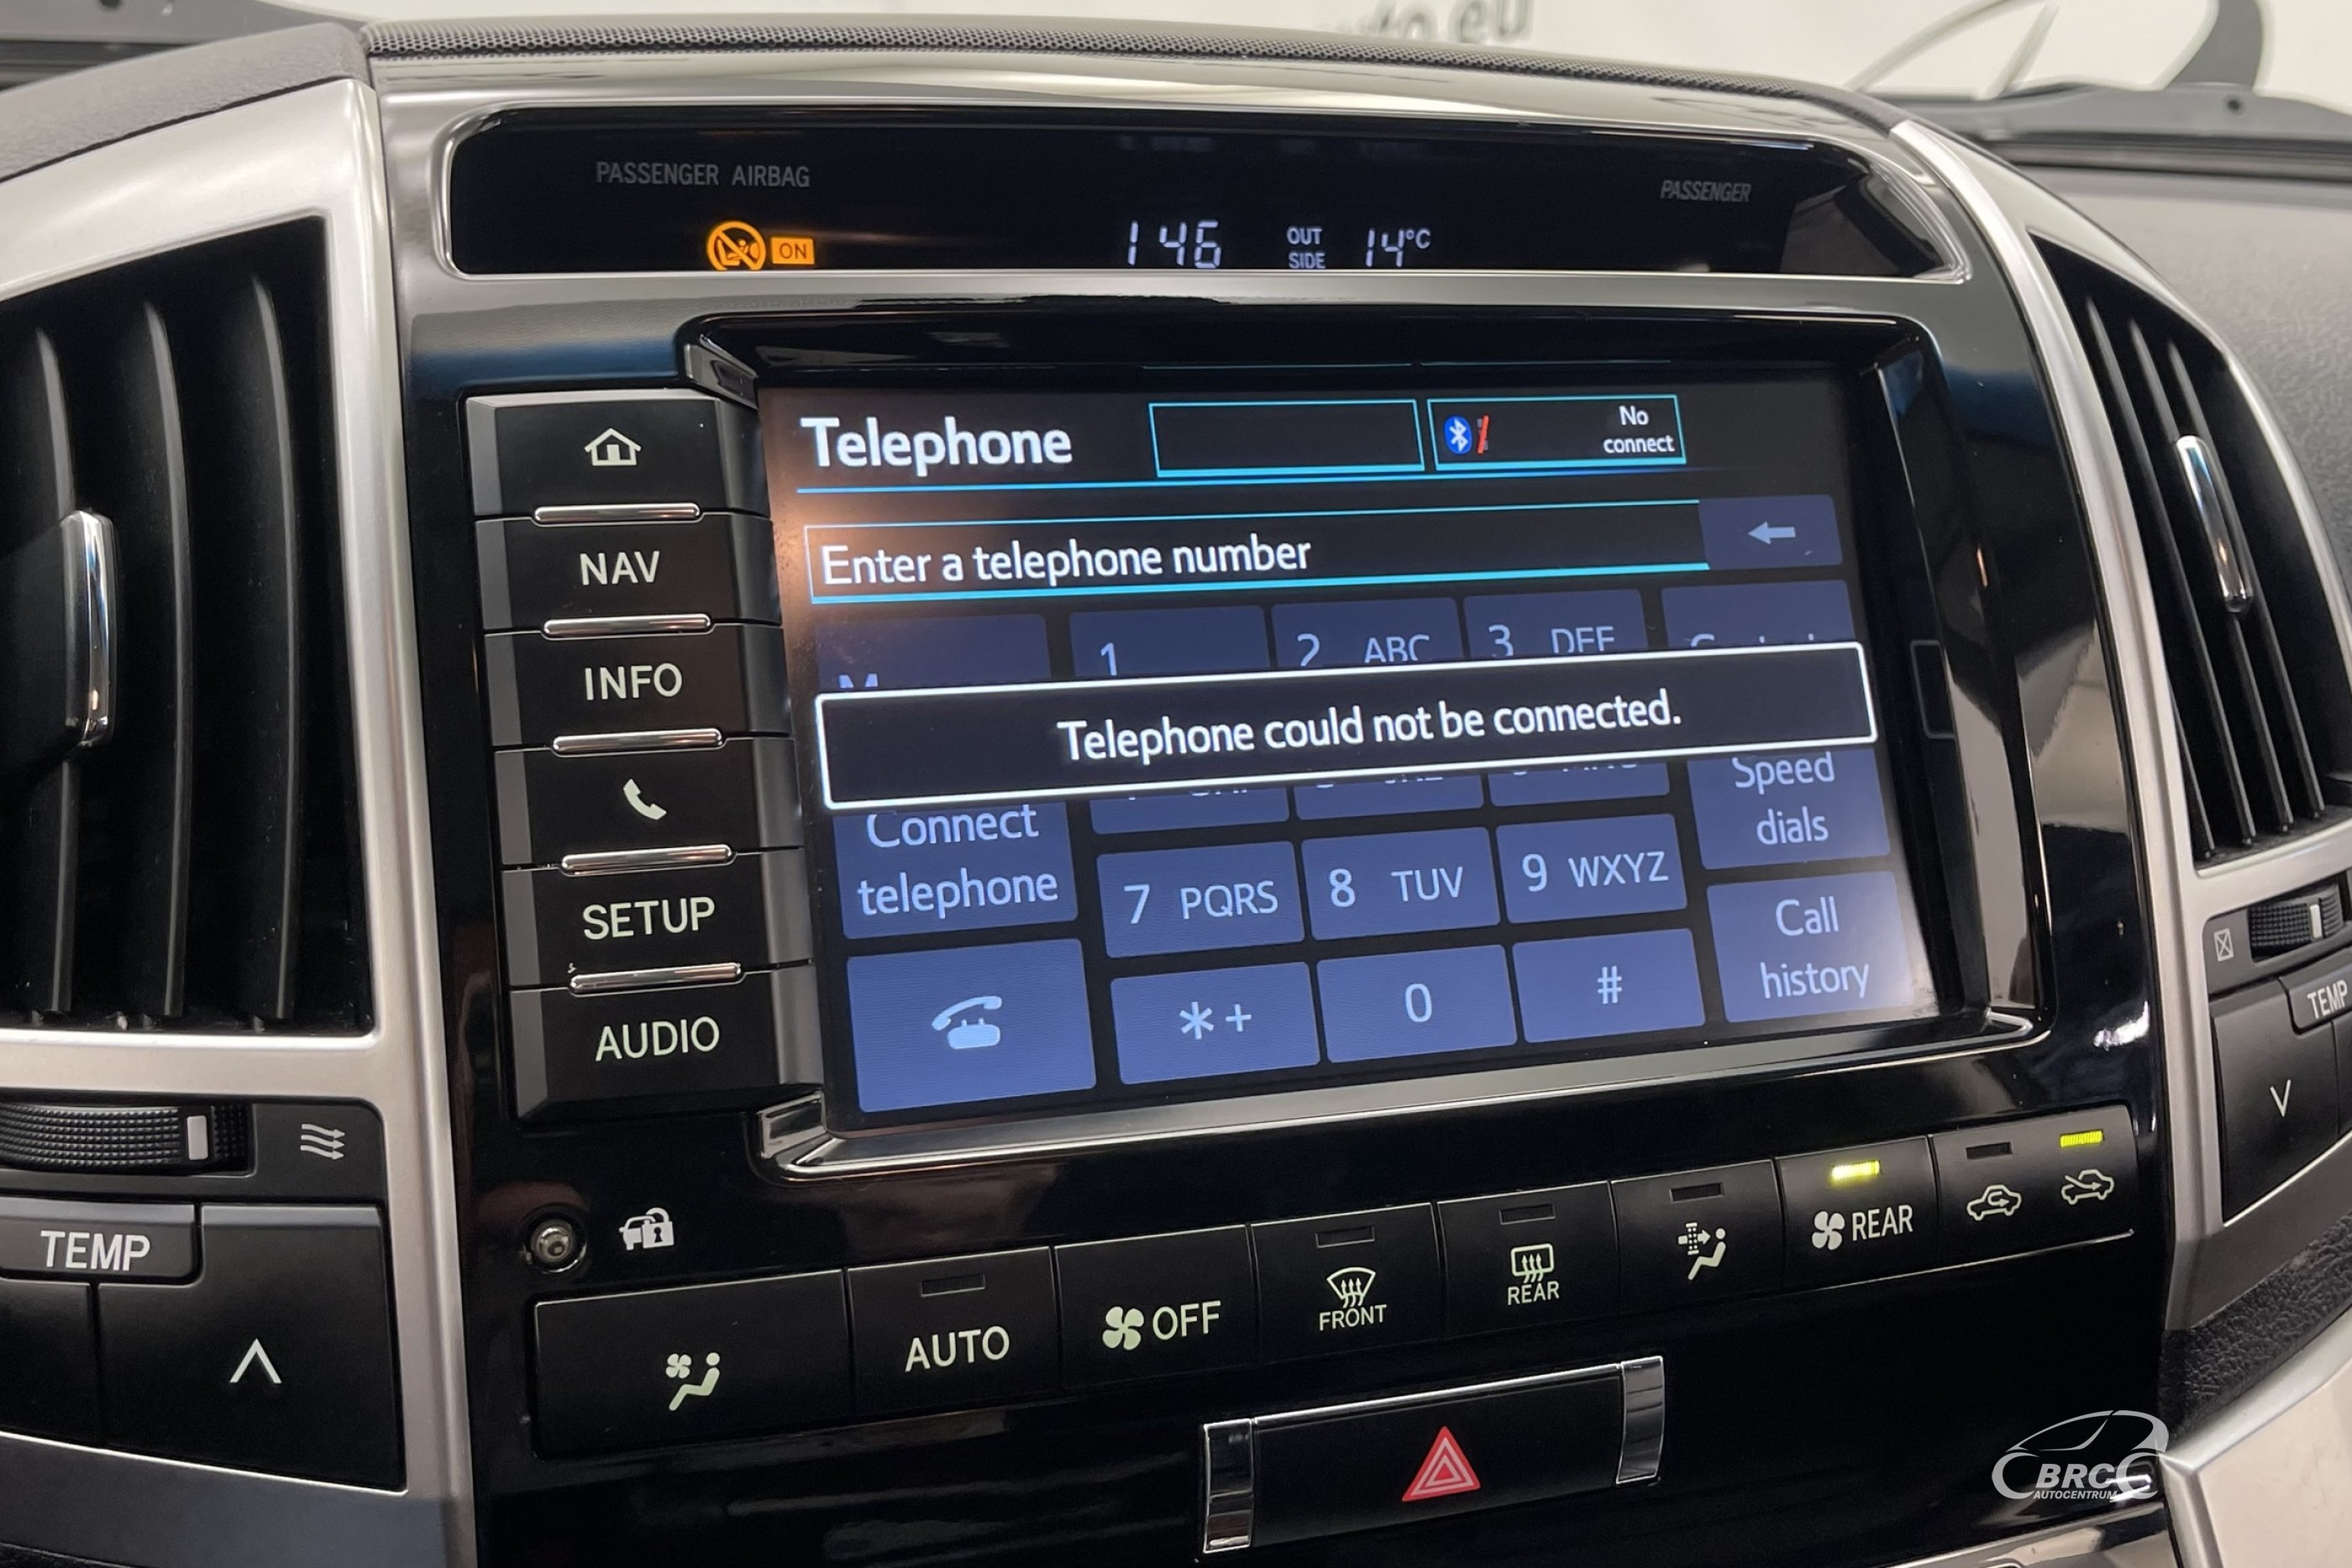 auto.eu
PASSENGER AIRBAG
PASSENGER
ON
146
OUT
SIDE
14°C
Telephone
No
connect
Enter a telephone number
NAV
INFO
SETUP
AUDIO
1
2 ABC
3 DEF
Telephone could not be connected.
Connect
telephone
Speed
dials
7 PQRS
8 TUV
9 WXYZ
Call
history
*+
0
#
TEMP
TEMP
AUTO
OFF
FRONT
REAR
REAR
BRC
AUTOCENTRUM